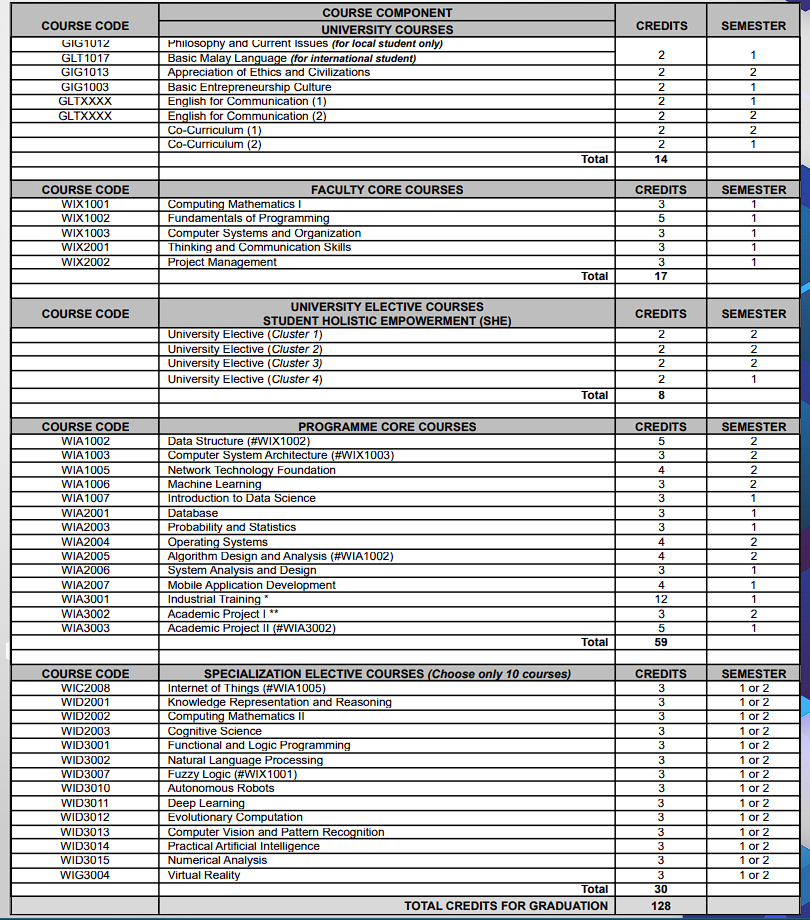 COURSE CODE COURSE COMPONENT CREDITS SEMESTER
UNIVERSITY COURSES
GIG1012 Philosophy and Current Issues (for local student only)
GLT1017 Basic Malay Language (for international student) 2 1
GIG1013 Appreciation of Ethics and Civilizations 2 2
GIG1003 Basic Entrepreneurship Culture 2 1
GLTXXXX English for Communication (1) 2 1
GLTXXXX English for Communication (2) 2 2
Co-Curriculum (1) 2 2
Co-Curriculum (2) 2 1
Total 14
COURSE CODE FACULTY CORE COURSES CREDITS SEMESTER
WIX1001 Computing Mathematics I 3 1
WIX1002 Fundamentals of Programming 5 1
WIX1003 Computer Systems and Organization 3 1
WIX2001 Thinking and Communication Skills 3 1
WIX2002 Project Management 3 1
Total 17
COURSE CODE UNIVERSITY ELECTIVE COURSES CREDITS SEMESTER
STUDENT HOLISTIC EMPOWERMENT (SHE)
University Elective (Cluster 1) 2 2
University Elective (Cluster 2) 2 2
University Elective (Cluster 3) 2 2
University Elective (Cluster 4) 2 1
Total 8
COURSE CODE PROGRAMME CORE COURSES CREDITS SEMESTER
WIA1002 Data Structure (#WIX1002) 5 2
WIA1003 Computer System Architecture (#WIX1003) 3 2
WIA1005 Network Technology Foundation 4 2
WIA1006 Machine Learning 3 2
WIA1007 Introduction to Data Science 3 1
WIA2001 Database 3 1
WIA2003 Probability and Statistics 3 1
WIA2004 Operating Systems 4 2
WIA2005 Algorithm Design and Analysis (#WIA1002) 4 2
WIA2006 System Analysis and Design 3 1
WIA2007 Mobile Application Development 4 1
WIA3001 Industrial Training * 12 1
WIA3002 Academic Project I ** 3 2
WIA3003 Academic Project II (#WIA3002) 5 1
Total 59
COURSE CODE SPECIALIZATION ELECTIVE COURSES (Choose only 10 courses) CREDITS SEMESTER
WIC2008 Internet of Things (#WIA1005) 3 1 or 2
WID2001 Knowledge Representation and Reasoning 3 1 or 2
WID2002 Computing Mathematics II 3 1 or 2
WID2003 Cognitive Science 3 1 or 2
WID3001 Functional and Logic Programming 3 1 or 2
WID3002 Natural Language Processing 3 1 or 2
WID3007 Fuzzy Logic (#WIX1001) 3 1 or 2
WID3010 Autonomous Robots 3 1 or 2
WID3011 Deep Learning 3 1 or 2
WID3012 Evolutionary Computation 3 1 or 2
WID3013 Computer Vision and Pattern Recognition 3 1 or 2
WID3014 Practical Artificial Intelligence 3 1 or 2
WID3015 Numerical Analysis 3 1 or 2
WIG3004 Virtual Reality 3 1 or 2
Total 30
TOTAL CREDITS FOR GRADUATION 128